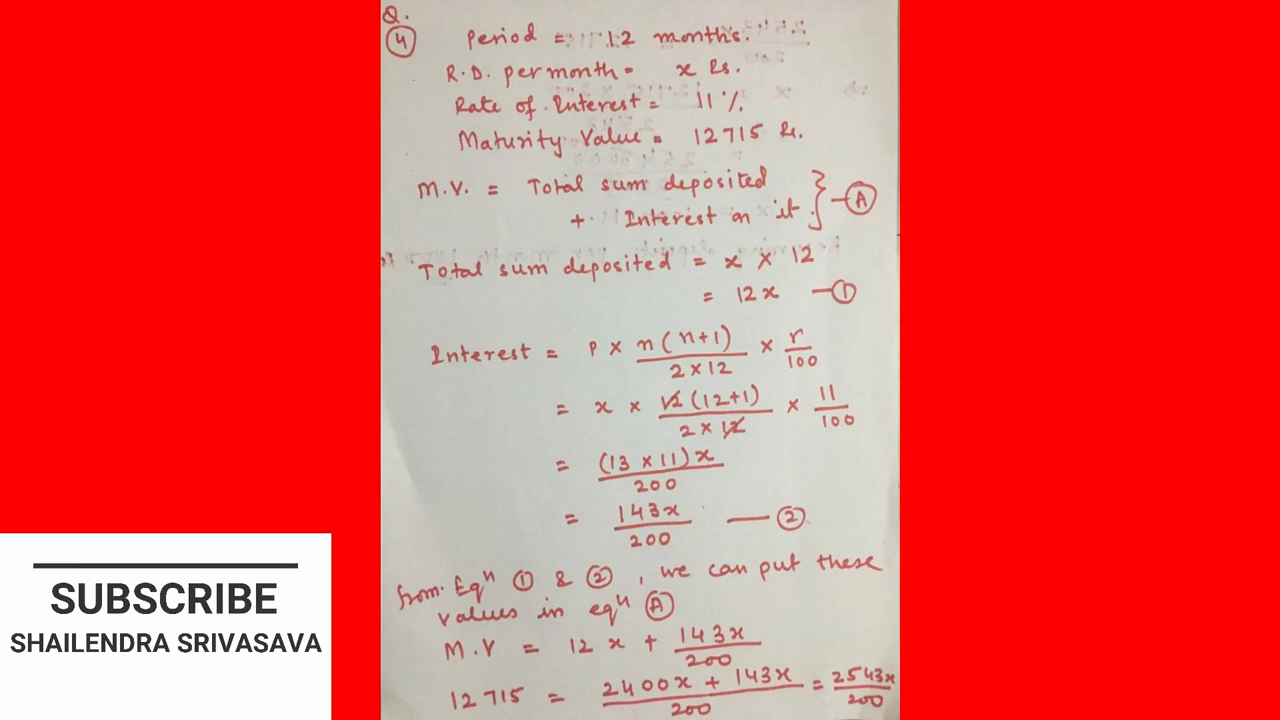 Q.
4 Period = 12 months.
R.D. per month = x Rs.
Rate of Interest = 11%
Maturity Value = 12715 Rs.
M.V. = Total sum deposited
+ Interest on it } — A
Total sum deposited = x × 12
= 12x — 1
Interest = P × n(n+1)/2×12 × r/100
= x × 12(12+1)/2×12 × 11/100
= (13×11)x/200
= 143x/200 — 2
from Eqn 1 & 2, we can put these
values in eqn A
M.V = 12x + 143x/200
12715 = 2400x + 143x/200 = 2543x/200
SUBSCRIBE
SHAILENDRA SRIVASAVA